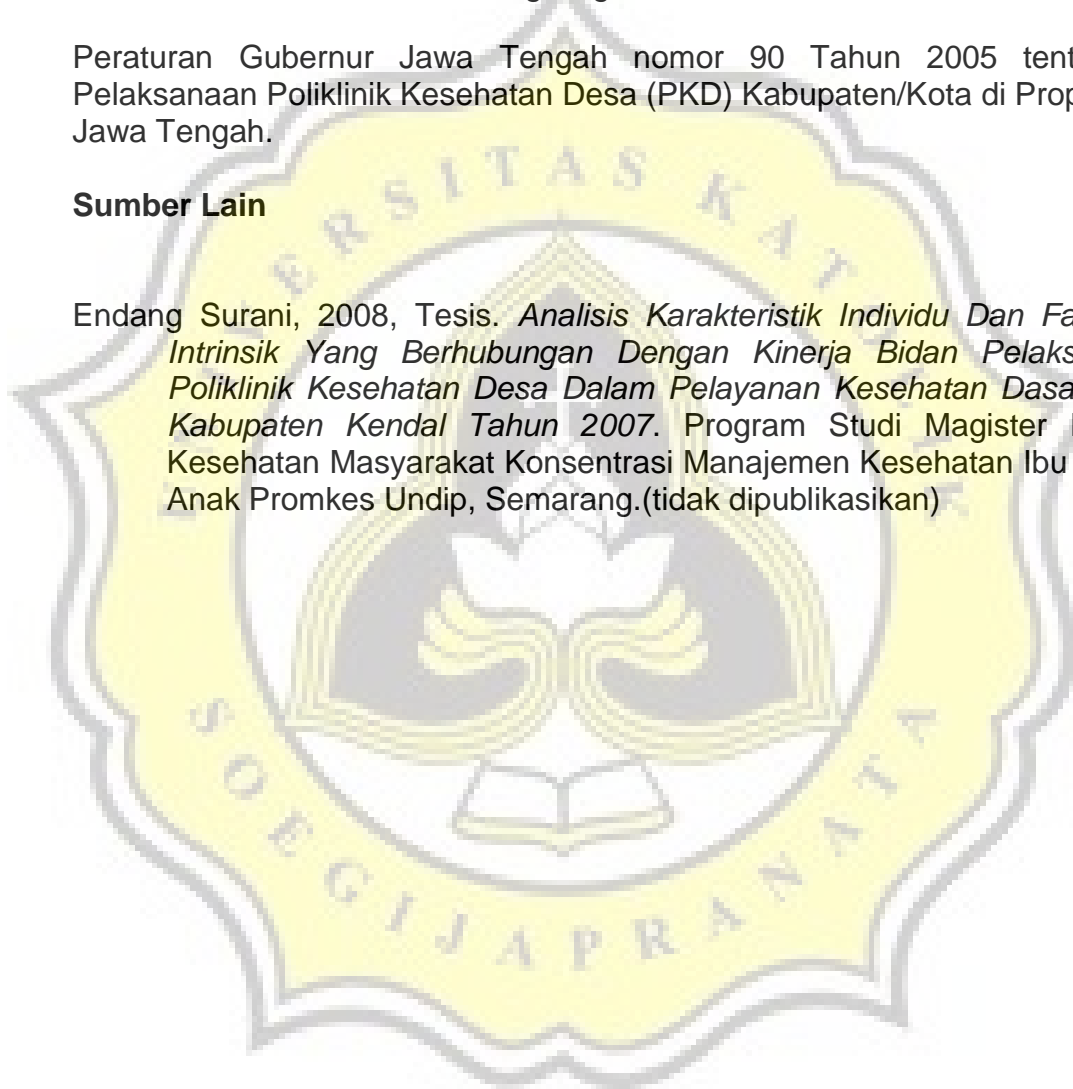 Peraturan Gubernur Jawa Tengah nomor 90 Tahun 2005 tent
Pelaksanaan Poliklinik Kesehatan Desa (PKD) Kabupaten/Kota di Prop
Jawa Tengah.
Sumber Lain
Endang Surani, 2008, Tesis. Analisis Karakteristik Individu Dan Fa
Intrinsik Yang Berhubungan Dengan Kinerja Bidan Pelaks
Poliklinik Kesehatan Desa Dalam Pelayanan Kesehatan Dasa
Kabupaten Kendal Tahun 2007. Program Studi Magister
Kesehatan Masyarakat Konsentrasi Manajemen Kesehatan Ibu
Anak Promkes Undip, Semarang.(tidak dipublikasikan)
UNIVERSITAS KATOLIK
SOEGIJAPRANATA